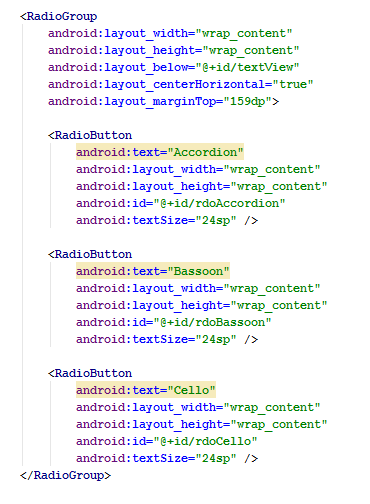 <RadioGroup
android:layout_width="wrap_content"
android:layout_height="wrap_content"
android:layout_below="@+id/textView"
android:layout_centerHorizontal="true"
android:layout_marginTop="159dp">
<RadioButton
android:text="Accordion"
android:layout_width="wrap_content"
android:layout_height="wrap_content"
android:id="@+id/rdoAccordion"
android:textSize="24sp" />
<RadioButton
android:text="Bassoon"
android:layout_width="wrap_content"
android:layout_height="wrap_content"
android:id="@+id/rdoBassoon"
android:textSize="24sp" />
<RadioButton
android:text="Cello"
android:layout_width="wrap_content"
android:layout_height="wrap_content"
android:id="@+id/rdoCello"
android:textSize="24sp" />
</RadioGroup>